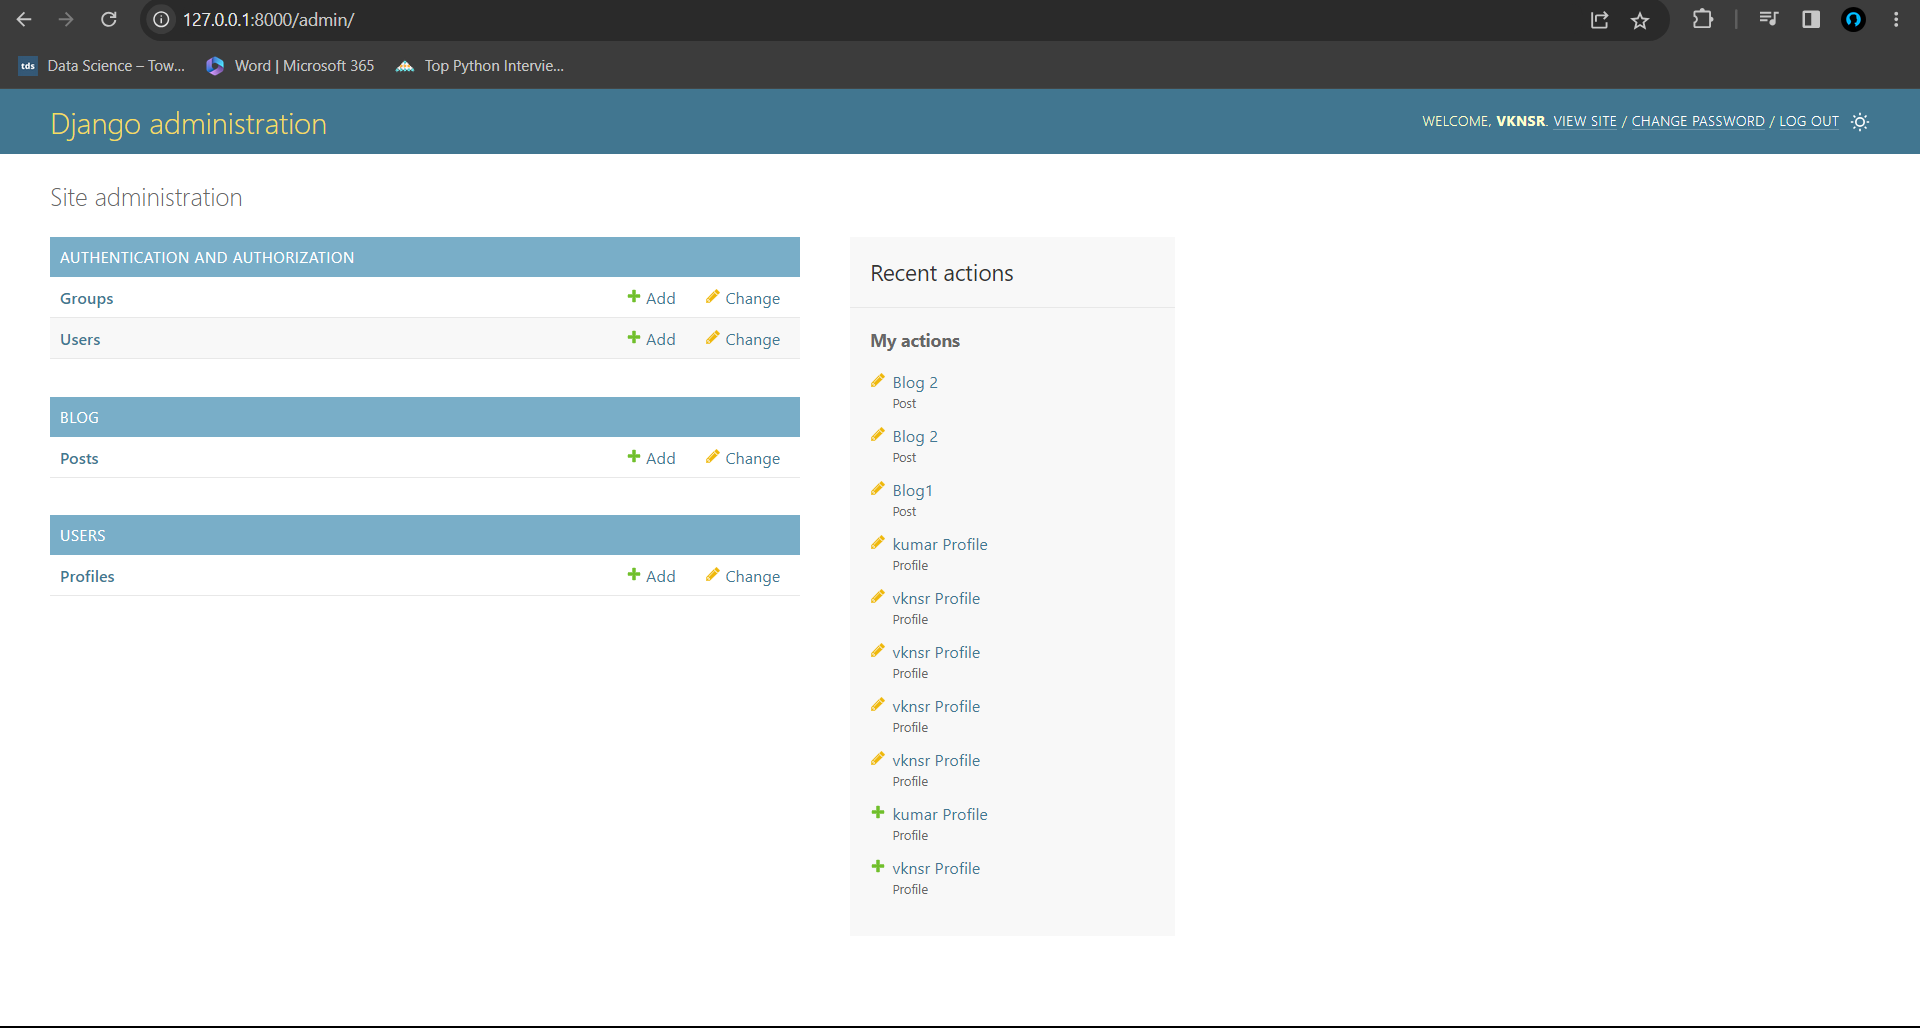 127.0.0.1:8000/admin/
tds Data Science – Tow... Word | Microsoft 365 Top Python Intervie...
Django administration
WELCOME, VKNSR. VIEW SITE / CHANGE PASSWORD / LOG OUT
Site administration
AUTHENTICATION AND AUTHORIZATION
Groups Add Change
Users Add Change
BLOG
Posts Add Change
USERS
Profiles Add Change
Recent actions
My actions
Blog 2
Post
Blog 2
Post
Blog1
Post
kumar Profile
Profile
vknsr Profile
Profile
vknsr Profile
Profile
vknsr Profile
Profile
vknsr Profile
Profile
kumar Profile
Profile
vknsr Profile
Profile